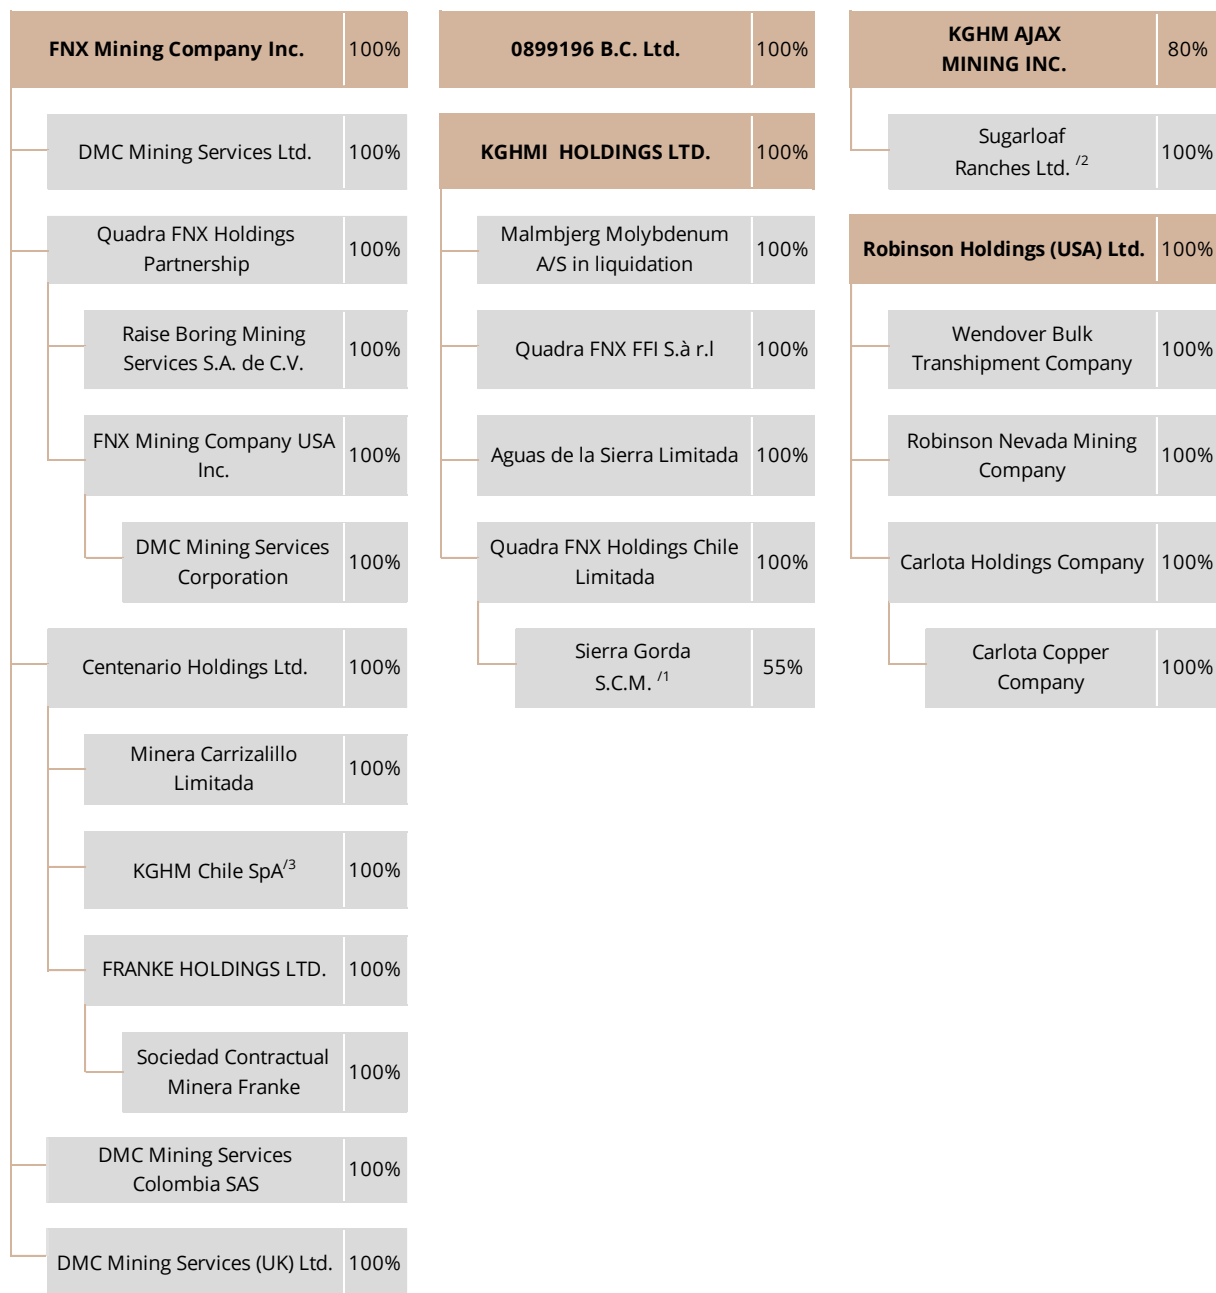 FNX Mining Company Inc. 100%
DMC Mining Services Ltd. 100%
Quadra FNX Holdings
Partnership 100%
Raise Boring Mining
Services S.A. de C.V. 100%
FNX Mining Company USA
Inc. 100%
DMC Mining Services
Corporation 100%
Centenario Holdings Ltd. 100%
Minera Carrizalillo
Limitada 100%
KGHM Chile SpA/3 100%
FRANKE HOLDINGS LTD. 100%
Sociedad Contractual
Minera Franke 100%
DMC Mining Services
Colombia SAS 100%
DMC Mining Services (UK) Ltd. 100%
0899196 B.C. Ltd. 100%
KGHMI HOLDINGS LTD. 100%
Malmbjerg Molybdenum
A/S in liquidation 100%
Quadra FNX FFI S.à r.l 100%
Aguas de la Sierra Limitada 100%
Quadra FNX Holdings Chile
Limitada 100%
Sierra Gorda
S.C.M. /1 55%
KGHM AJAX
MINING INC. 80%
Sugarloaf
Ranches Ltd. /2 100%
Robinson Holdings (USA) Ltd. 100%
Wendover Bulk
Transhipment Company 100%
Robinson Nevada Mining
Company 100%
Carlota Holdings Company 100%
Carlota Copper
Company 100%